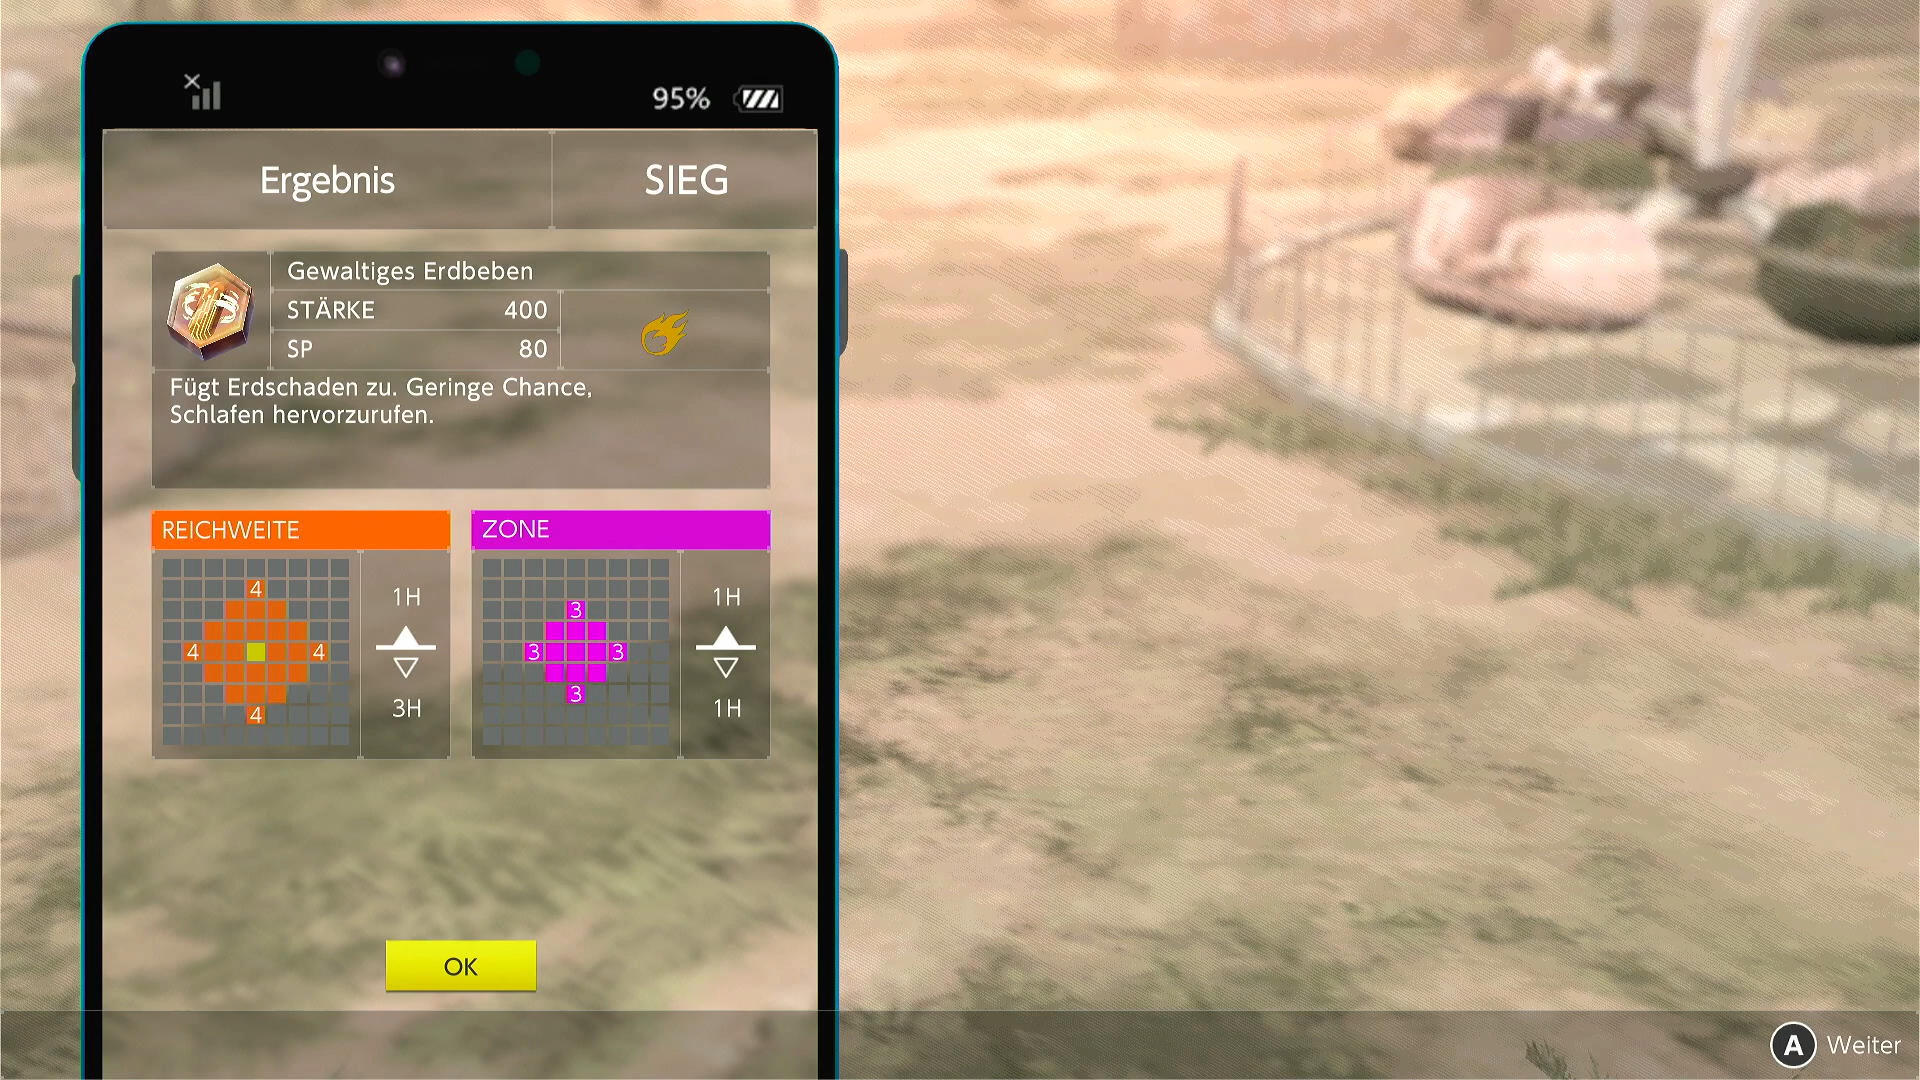 95%
Ergebnis
SIEG
Gewaltiges Erdbeben
STÄRKE 400
SP 80
Fügt Erdschaden zu. Geringe Chance,
Schlafen hervorzurufen.
REICHWEITE
4
4 4
4
1H
3H
ZONE
3
3 3
3
1H
1H
OK
A Weiter